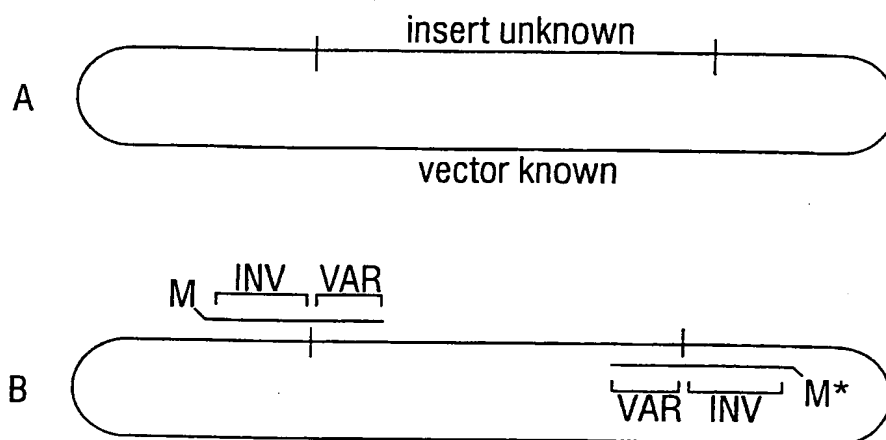 insert unknown
A
vector known
INV VAR
M
B
M*
VAR INV